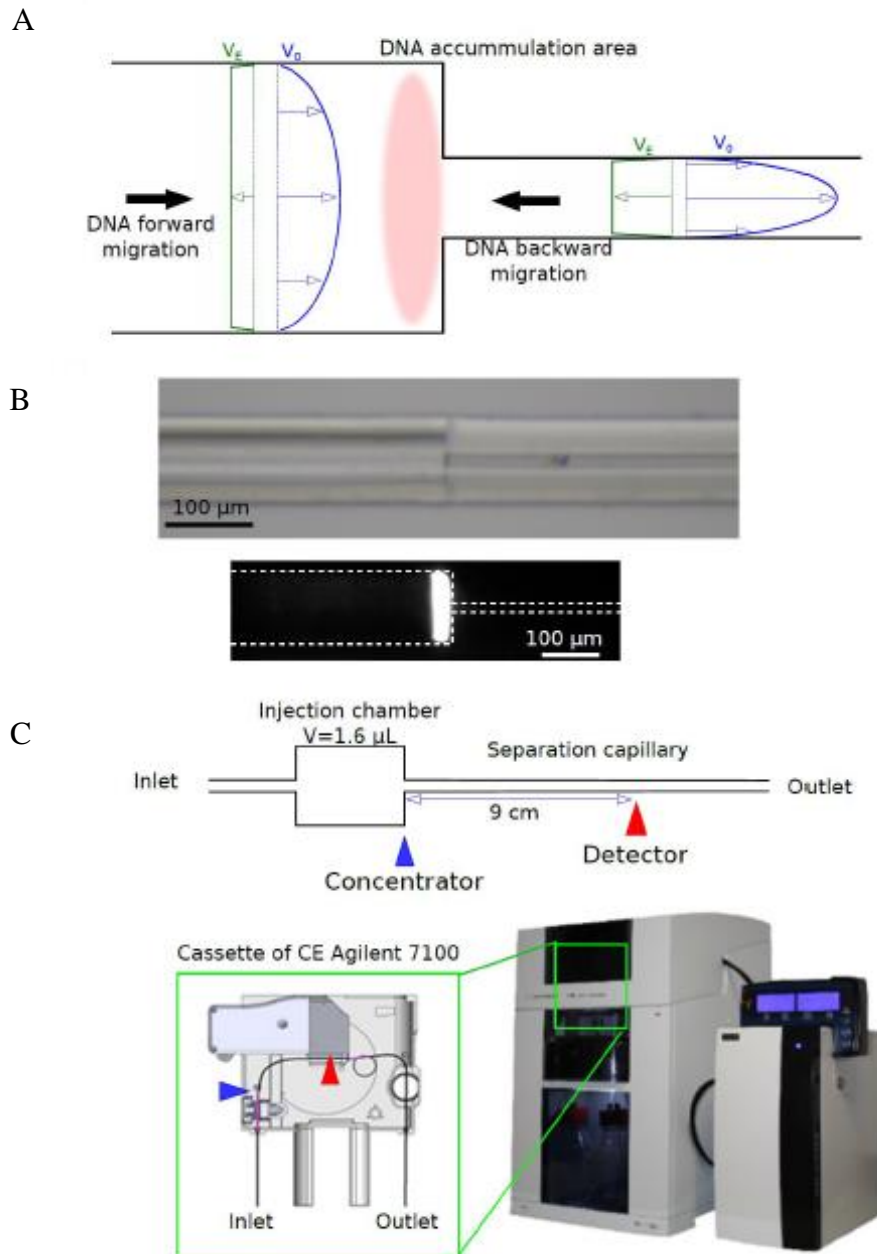 A
V_E V_0 DNA accummulation area
V_E V_0
DNA forward
migration
DNA backward
migration
B
100 μm
100 μm
C
Injection chamber
V=1.6 μL
Separation capillary
Inlet
Outlet
9 cm
Detector
Concentrator
Cassette of CE Agilent 7100
Inlet Outlet